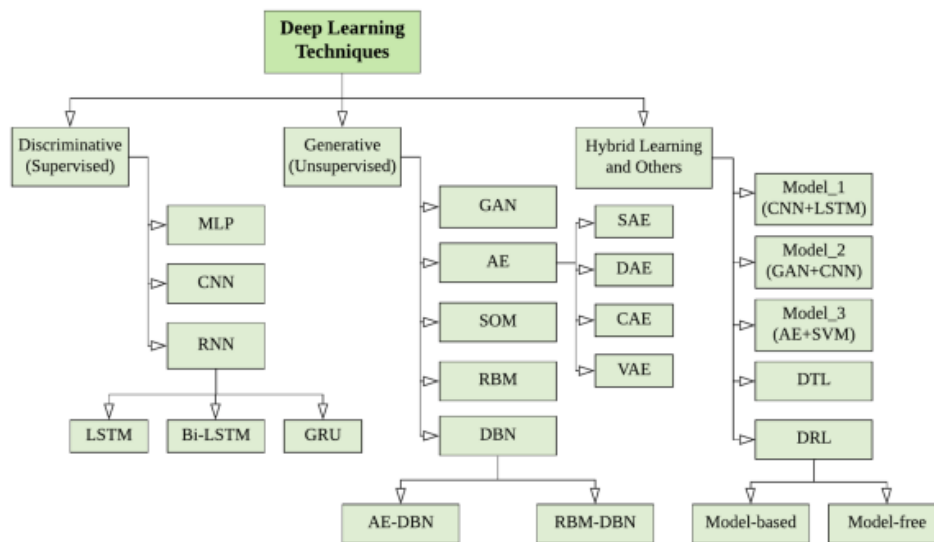 Deep Learning
Techniques
Discriminative
(Supervised)
Generative
(Unsupervised)
Hybrid Learning
and Others
MLP
CNN
RNN
LSTM
Bi-LSTM
GRU
GAN
AE
SOM
RBM
DBN
SAE
DAE
CAE
VAE
AE-DBN
RBM-DBN
Model_1
(CNN+LSTM)
Model_2
(GAN+CNN)
Model_3
(AE+SVM)
DTL
DRL
Model-based
Model-free